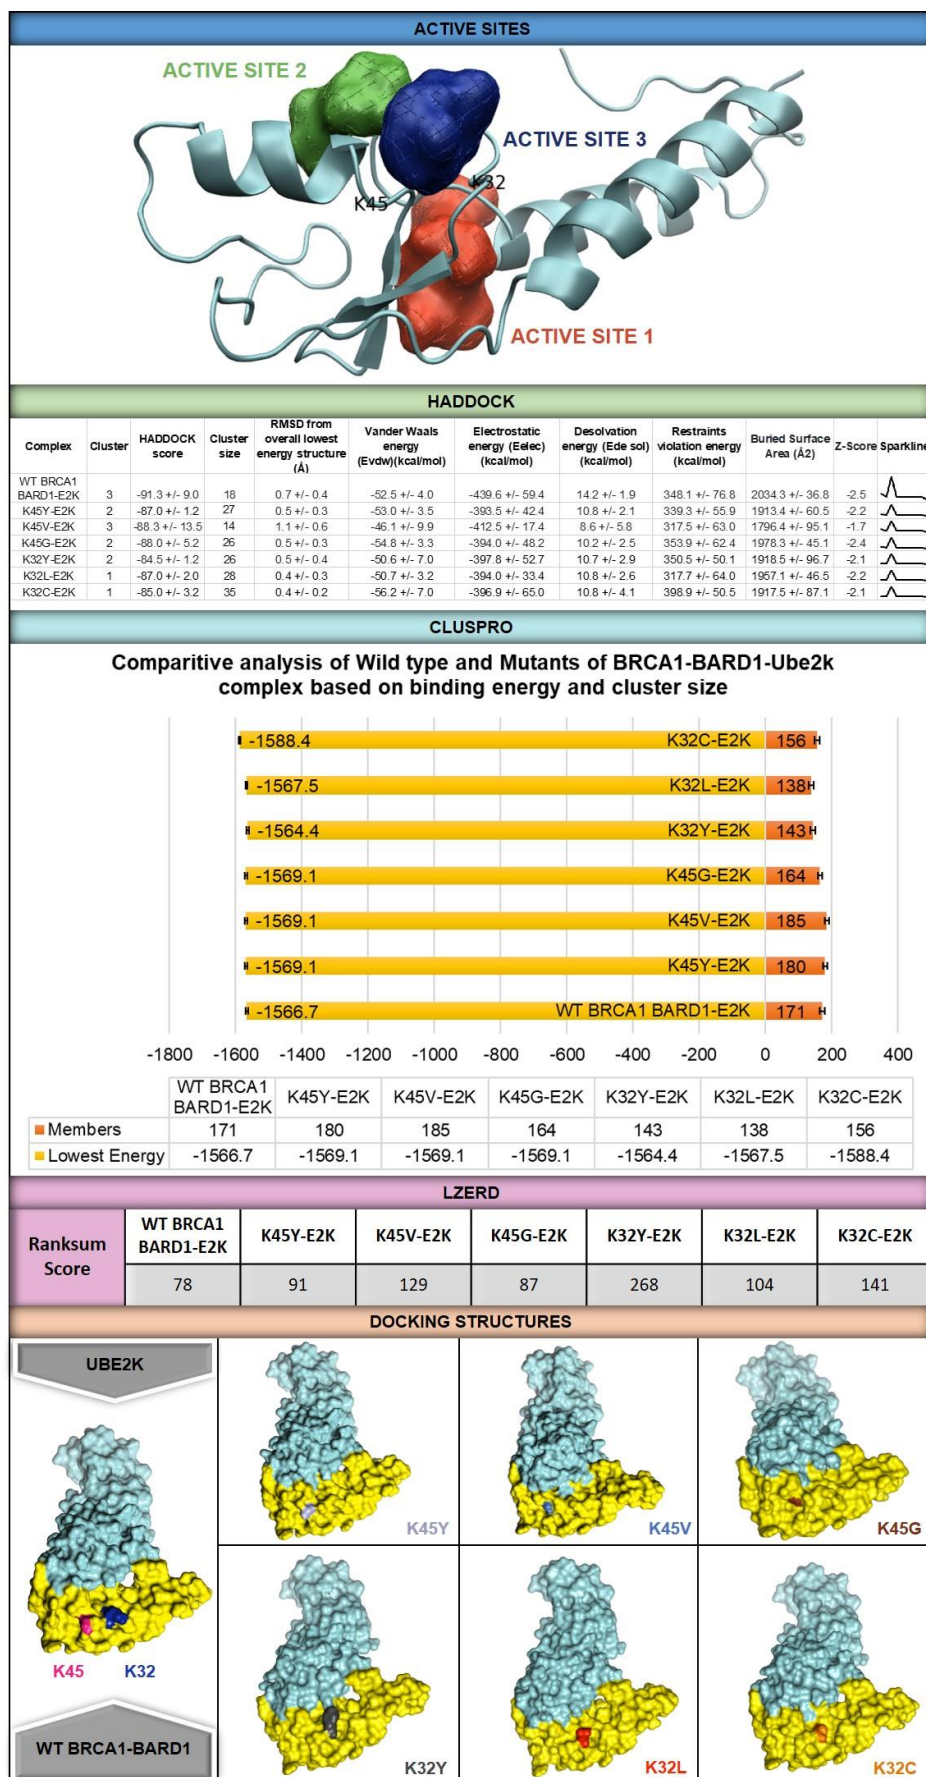 ACTIVE SITES
ACTIVE SITE 2
ACTIVE SITE 3
K32
K45
ACTIVE SITE 1
HADDOCK
Complex Cluster HADDOCK score Cluster size RMSD from overall lowest energy structure (Å) Vander Waals energy (Evdw)(kcal/mol) Electrostatic energy (Eelec) (kcal/mol) Desolvation energy (Ede sol) (kcal/mol) Restraints violation energy (kcal/mol) Buried Surface Area (Å2) Z-Score Sparkline
WT BRCA1 BARD1-E2K 3 -91.3 +/- 9.0 18 0.7 +/- 0.4 -52.5 +/- 4.0 -439.6 +/- 59.4 14.2 +/- 1.9 348.1 +/- 76.8 2034.3 +/- 36.8 -2.5
K45Y-E2K 2 -87.0 +/- 1.2 27 0.5 +/- 0.3 -53.0 +/- 3.5 -393.5 +/- 42.4 10.8 +/- 2.1 339.3 +/- 55.9 1913.4 +/- 60.5 -2.2
K45V-E2K 3 -88.3 +/- 13.5 14 1.1 +/- 0.6 -46.1 +/- 9.9 -412.5 +/- 17.4 8.6 +/- 5.8 317.5 +/- 63.0 1796.4 +/- 95.1 -1.7
K45G-E2K 2 -88.0 +/- 5.2 26 0.5 +/- 0.3 -54.8 +/- 3.3 -394.0 +/- 48.2 10.2 +/- 2.5 353.9 +/- 62.4 1978.3 +/- 45.1 -2.4
K32Y-E2K 2 -84.5 +/- 1.2 26 0.5 +/- 0.4 -50.6 +/- 7.0 -397.8 +/- 52.7 10.7 +/- 2.9 350.5 +/- 50.1 1918.5 +/- 96.7 -2.1
K32L-E2K 1 -87.0 +/- 2.0 28 0.4 +/- 0.3 -50.7 +/- 3.2 -394.0 +/- 33.4 10.8 +/- 2.6 317.7 +/- 64.0 1957.1 +/- 46.5 -2.2
K32C-E2K 1 -85.0 +/- 3.2 35 0.4 +/- 0.2 -56.2 +/- 7.0 -396.9 +/- 65.0 10.8 +/- 4.1 398.9 +/- 50.5 1917.5 +/- 87.1 -2.1
CLUSPRO
Comparitive analysis of Wild type and Mutants of BRCA1-BARD1-Ube2k
complex based on binding energy and cluster size
-1588.4 K32C-E2K 156
-1567.5 K32L-E2K 138
-1564.4 K32Y-E2K 143
-1569.1 K45G-E2K 164
-1569.1 K45V-E2K 185
-1569.1 K45Y-E2K 180
-1566.7 WT BRCA1 BARD1-E2K 171
-1800 -1600 -1400 -1200 -1000 -800 -600 -400 -200 0 200 400
WT BRCA1 BARD1-E2K K45Y-E2K K45V-E2K K45G-E2K K32Y-E2K K32L-E2K K32C-E2K
Members 171 180 185 164 143 138 156
Lowest Energy -1566.7 -1569.1 -1569.1 -1569.1 -1564.4 -1567.5 -1588.4
LZERD
Ranksum Score WT BRCA1 BARD1-E2K K45Y-E2K K45V-E2K K45G-E2K K32Y-E2K K32L-E2K K32C-E2K
78 91 129 87 268 104 141
DOCKING STRUCTURES
UBE2K
K45Y
K45V
K45G
K45 K32
WT BRCA1-BARD1
K32Y
K32L
K32C